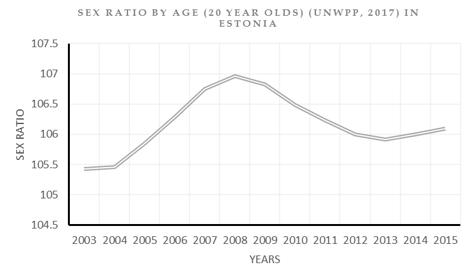 SEX RATIO BY AGE (20 YEAR OLDS) (UNWPP, 2017) IN
ESTONIA
107.5
107
106.5
106
105.5
105
104.5
SEX RATIO
2003 2004 2005 2006 2007 2008 2009 2010 2011 2012 2013 2014 2015
YEARS